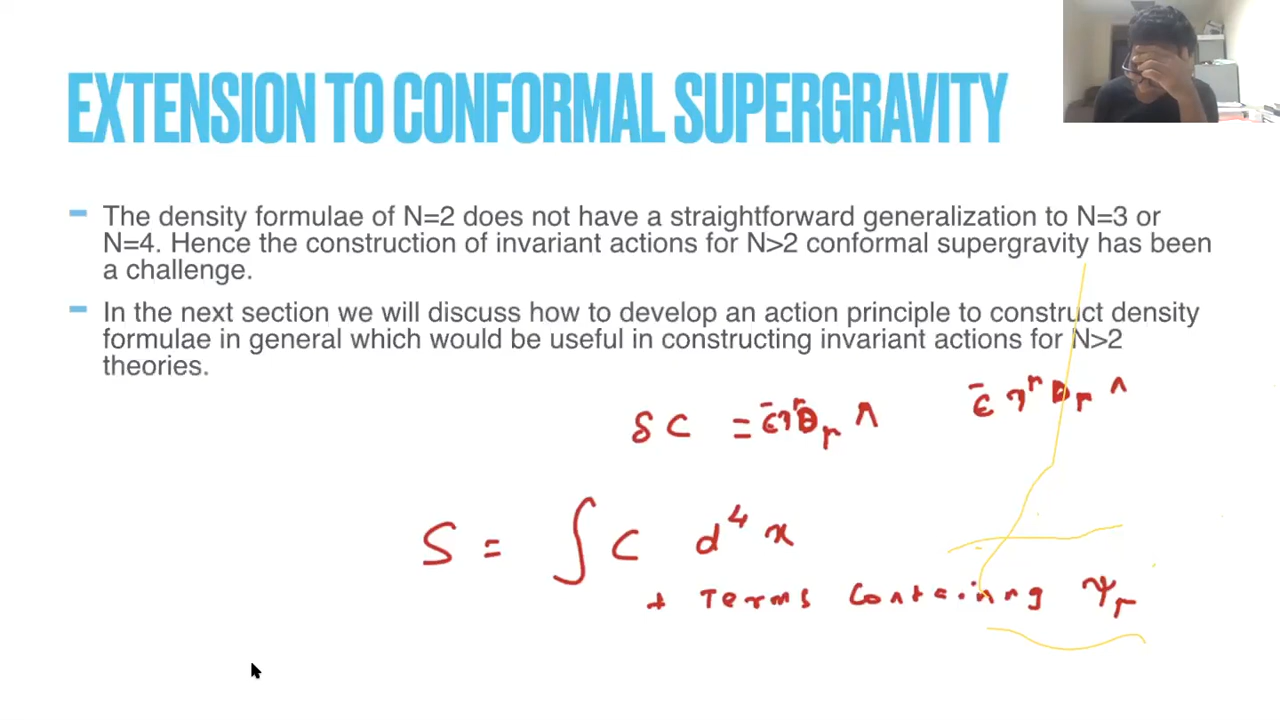 EXTENSION TO CONFORMAL SUPERGRAVITY
The density formulae of N=2 does not have a straightforward generalization to N=3 or
N=4. Hence the construction of invariant actions for N>2 conformal supergravity has been
a challenge.
In the next section we will discuss how to develop an action principle to construct density
formulae in general which would be useful in constructing invariant actions for N>2
theories.
δC = ε̄γ^μ D_μ Λ ε̄ γ^μ D_μ Λ
S = ∫ C d⁴x
+ Terms containing ψ_μ